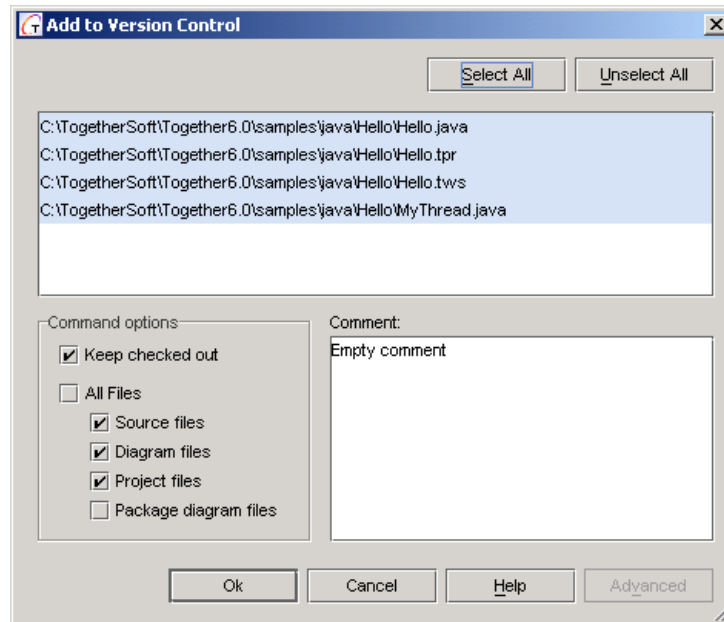 Add to Version Control
Select All
Unselect All
C:\TogetherSoft\Together6.0\samples\java\Hello\Hello.java
C:\TogetherSoft\Together6.0\samples\java\Hello\Hello.tpr
C:\TogetherSoft\Together6.0\samples\java\Hello\Hello.tws
C:\TogetherSoft\Together6.0\samples\java\Hello\MyThread.java
Command options
Keep checked out
All Files
Source files
Diagram files
Project files
Package diagram files
Comment:
Empty comment
Ok
Cancel
Help
Advanced